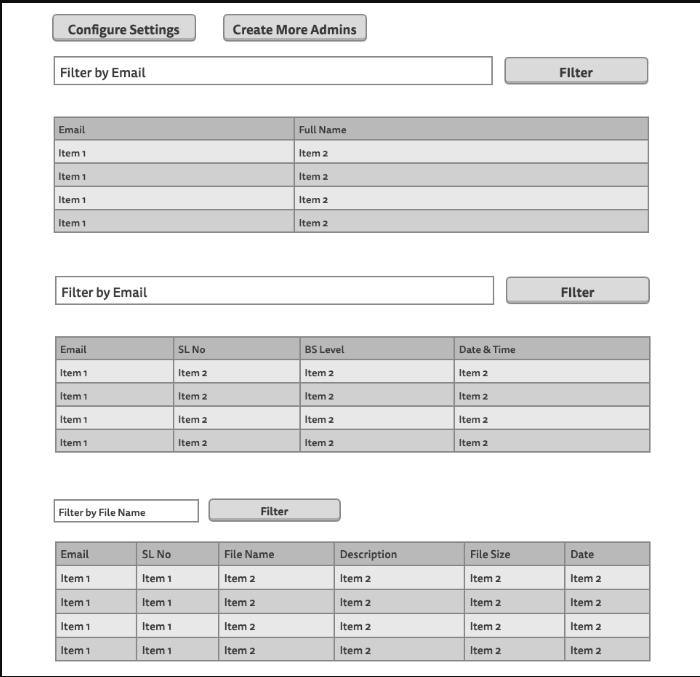 Configure Settings Create More Admins
Filter by Email FIlter
Email Full Name
Item 1 Item 2
Item 1 Item 2
Item 1 Item 2
Item 1 Item 2
Filter by Email FIlter
Email SL No BS Level Date & Time
Item 1 Item 2 Item 2 Item 2
Item 1 Item 2 Item 2 Item 2
Item 1 Item 2 Item 2 Item 2
Item 1 Item 2 Item 2 Item 2
Filter by File Name Filter
Email SL No File Name Description File Size Date
Item 1 Item 1 Item 2 Item 2 Item 2 Item 2
Item 1 Item 1 Item 2 Item 2 Item 2 Item 2
Item 1 Item 1 Item 2 Item 2 Item 2 Item 2
Item 1 Item 1 Item 2 Item 2 Item 2 Item 2